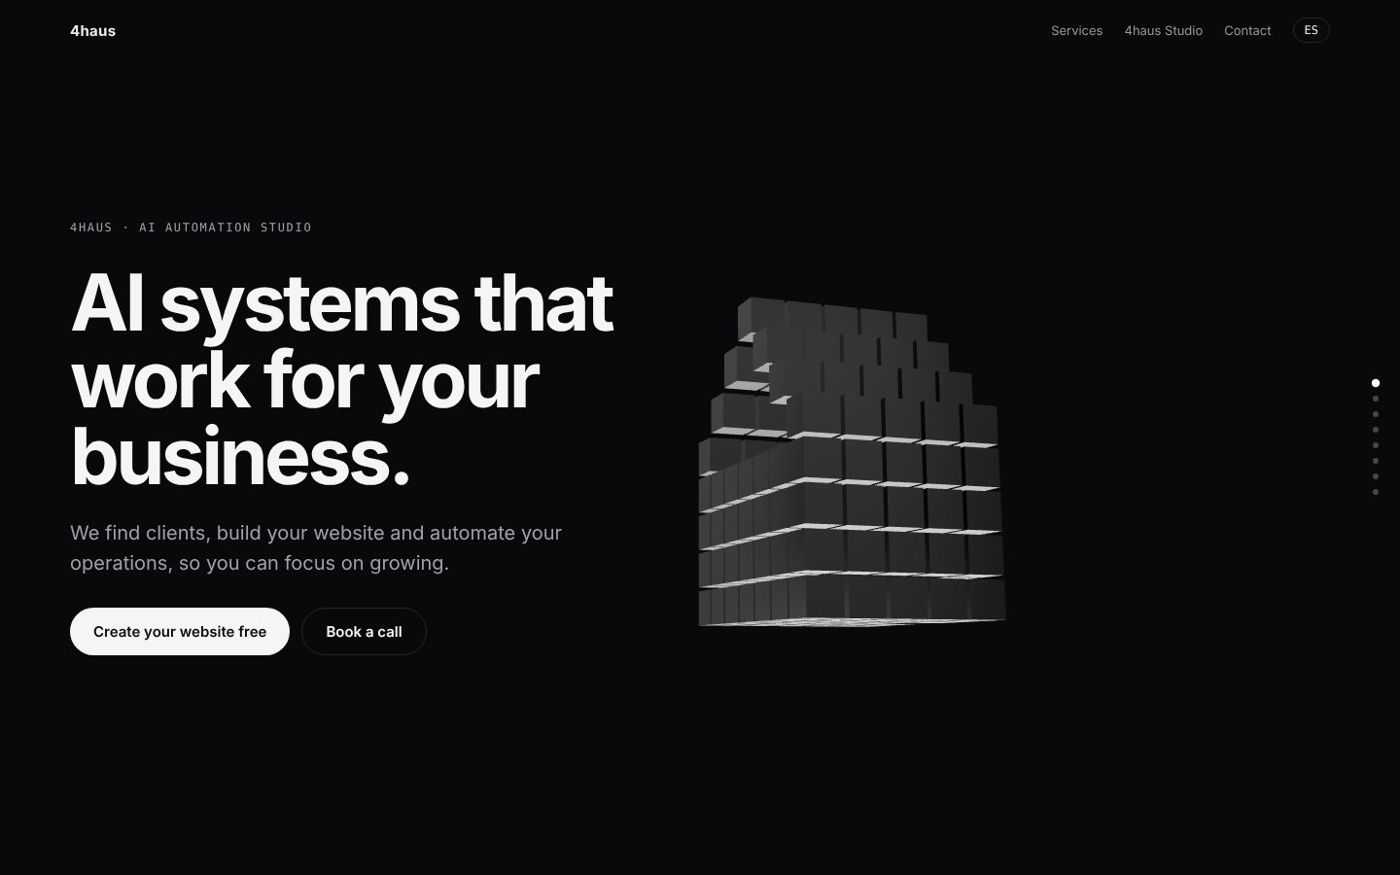 4haus
Services
4haus Studio
Contact
ES
4HAUS · AI AUTOMATION STUDIO
AI systems that
work for your
business.
We find clients, build your website and automate your
operations, so you can focus on growing.
Create your website free
Book a call